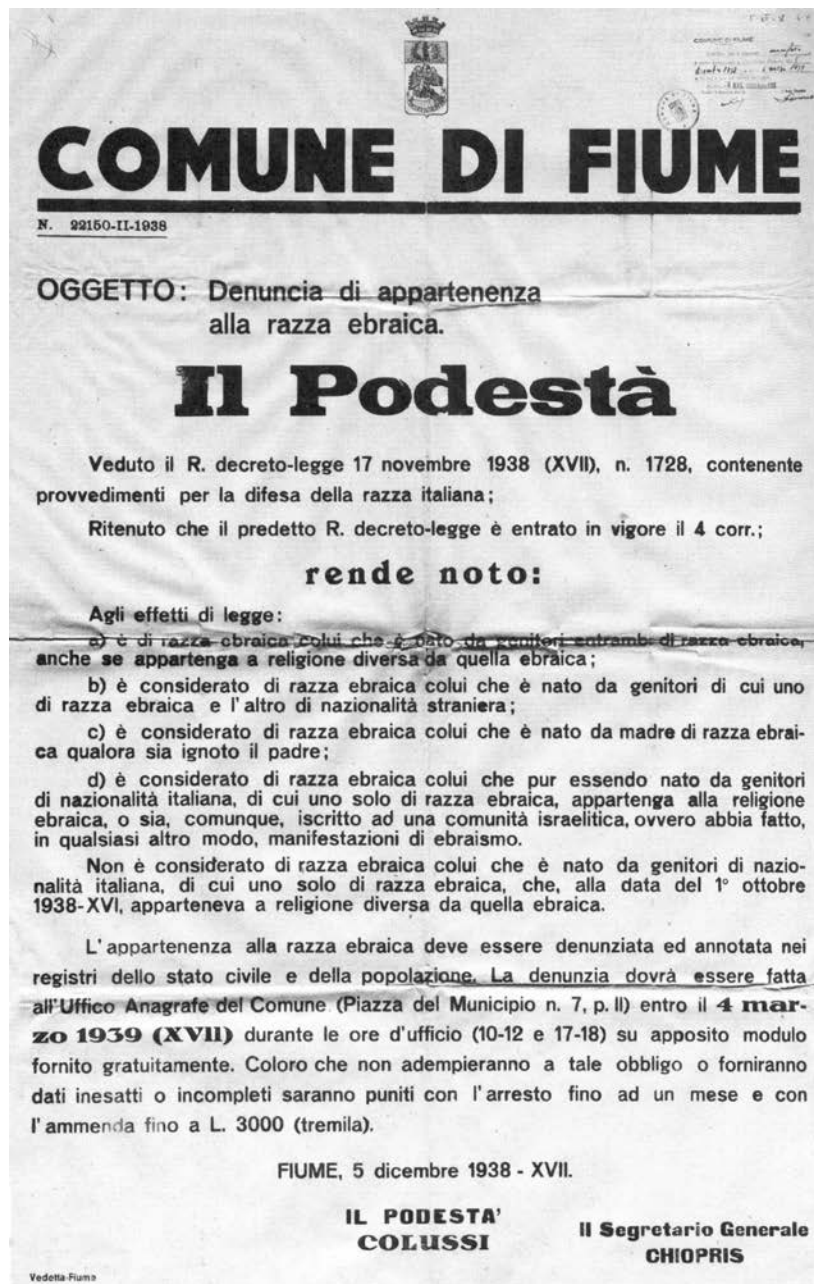 COMUNE DI FIUME
COMUNE DI FIUME
N. 22150-II-1938
OGGETTO: Denuncia di appartenenza
alla razza ebraica.
Il Podestà
Veduto il R. decreto-legge 17 novembre 1938 (XVII), n. 1728, contenente
provvedimenti per la difesa della razza italiana;
Ritenuto che il predetto R. decreto-legge è entrato in vigore il 4 corr.;
rende noto:
Agli effetti di legge:
a) è di razza ebraica colui che è nato da genitori entrambi di razza ebraica,
anche se appartenga a religione diversa da quella ebraica;
b) è considerato di razza ebraica colui che è nato da genitori di cui uno
di razza ebraica e l'altro di nazionalità straniera;
c) è considerato di razza ebraica colui che è nato da madre di razza ebrai-
ca qualora sia ignoto il padre;
d) è considerato di razza ebraica colui che pur essendo nato da genitori
di nazionalità italiana, di cui uno solo di razza ebraica, appartenga alla religione
ebraica, o sia, comunque, iscritto ad una comunità israelitica, ovvero abbia fatto,
in qualsiasi altro modo, manifestazioni di ebraismo.
Non è considerato di razza ebraica colui che è nato da genitori di nazio-
nalità italiana, di cui uno solo di razza ebraica, che, alla data del 1° ottobre
1938-XVI, apparteneva a religione diversa da quella ebraica.
L'appartenenza alla razza ebraica deve essere denunziata ed annotata nei
registri dello stato civile e della popolazione. La denunzia dovrà essere fatta
all'Uffico Anagrafe del Comune (Piazza del Municipio n. 7, p. II) entro il 4 mar-
zo 1939 (XVII) durante le ore d'ufficio (10-12 e 17-18) su apposito modulo
fornito gratuitamente. Coloro che non adempieranno a tale obbligo o forniranno
dati inesatti o incompleti saranno puniti con l'arresto fino ad un mese e con
l'ammenda fino a L. 3000 (tremila).
FIUME, 5 dicembre 1938 - XVII.
IL PODESTA'
COLUSSI
Il Segretario Generale
CHIOPRIS
Vedetta-Fiume